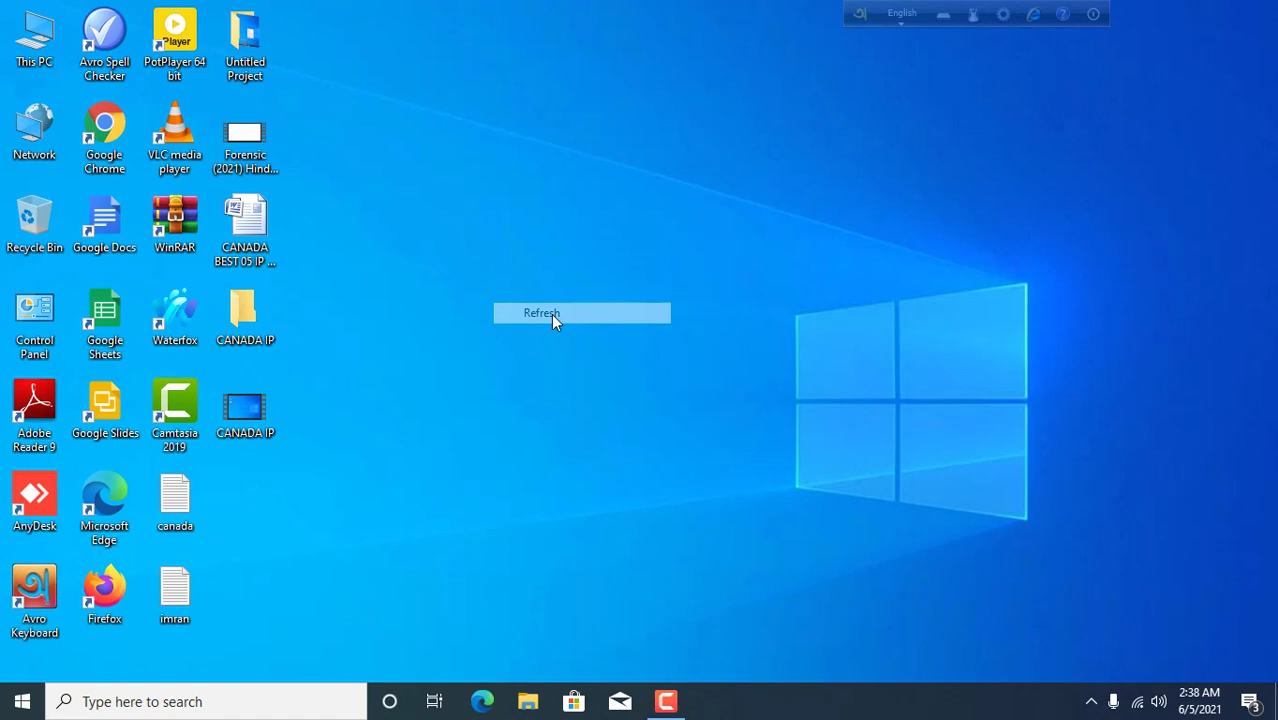 English
This PC
Avro Spell
Checker
Player
PotPlayer 64
bit
Untitled
Project
Network
Google
Chrome
VLC media
player
Forensic
(2021) Hind...
Recycle Bin
Google Docs
WinRAR
CANADA
BEST 05 IP ...
Refresh
Control
Panel
Google
Sheets
Waterfox
CANADA IP
Adobe
Reader 9
Google Slides
Camtasia
2019
CANADA IP
AnyDesk
Microsoft
Edge
canada
Avro
Keyboard
Firefox
imran
Type here to search
2:38 AM
6/5/2021
3